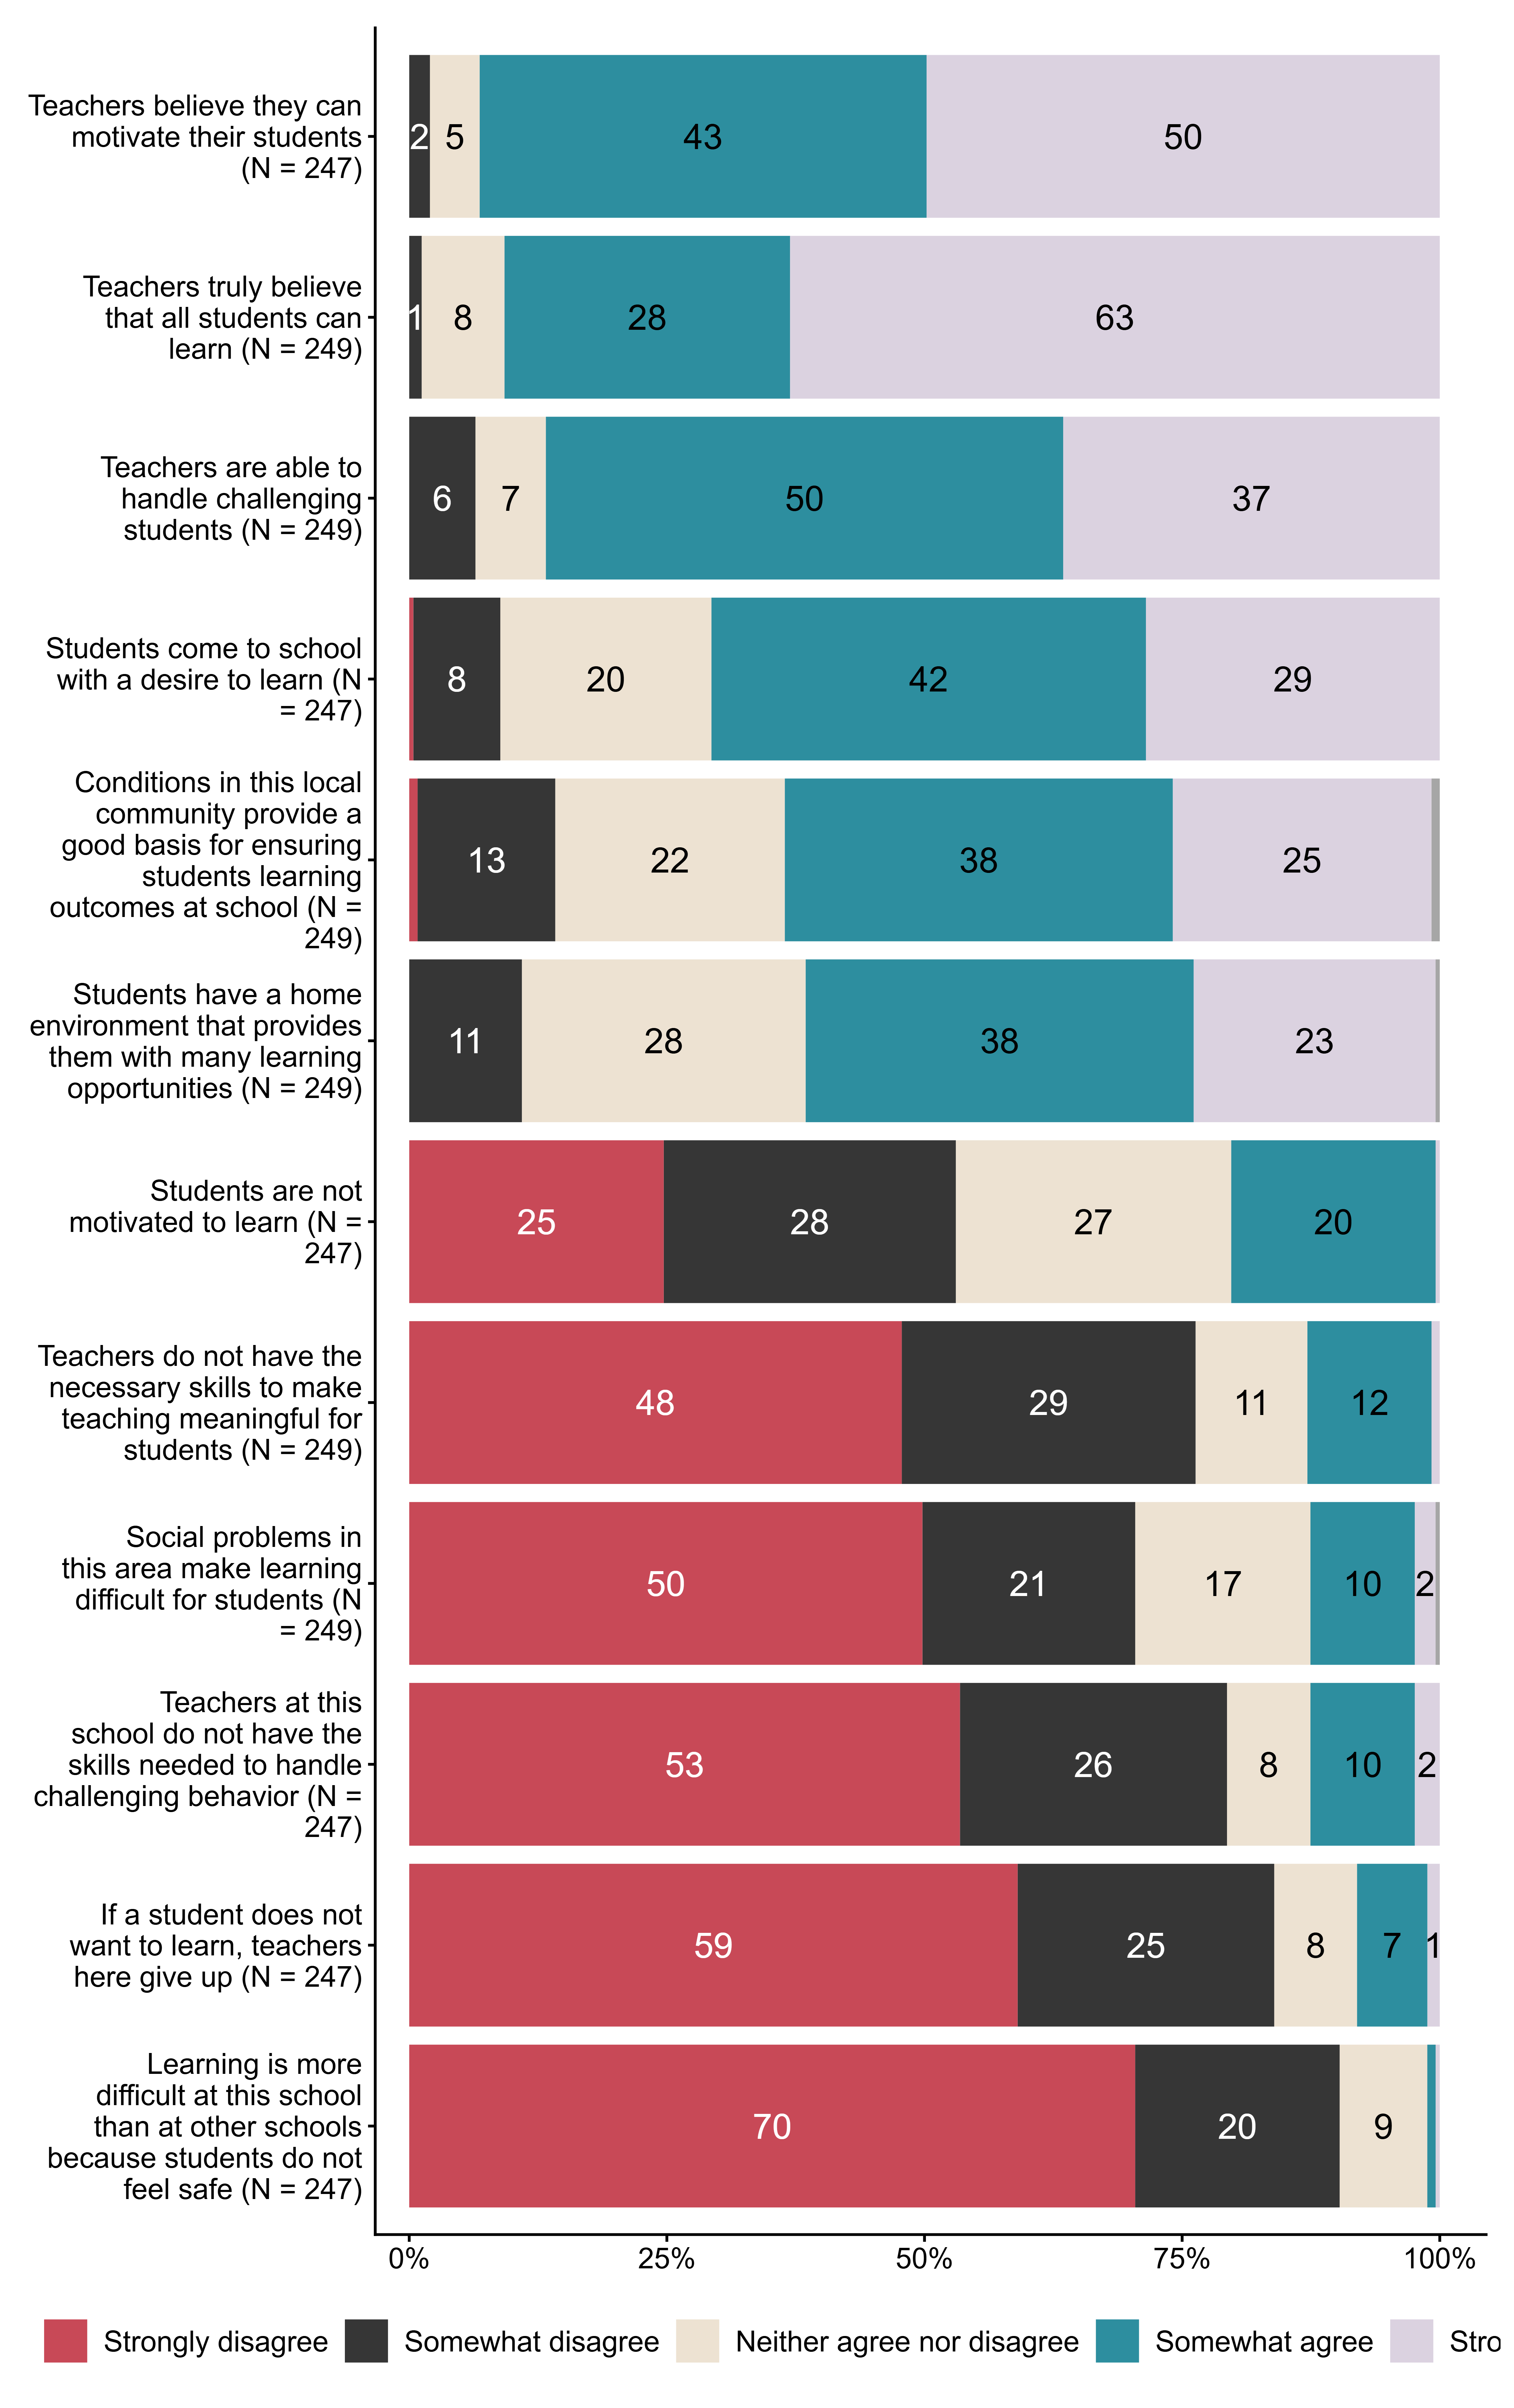 Teachers believe they can
motivate their students
(N = 247)
2 5 43 50
Teachers truly believe
that all students can
learn (N = 249)
1 8 28 63
Teachers are able to
handle challenging
students (N = 249)
6 7 50 37
Students come to school
with a desire to learn (N
= 247)
8 20 42 29
Conditions in this local
community provide a
good basis for ensuring
students learning
outcomes at school (N =
249)
13 22 38 25
Students have a home
environment that provides
them with many learning
opportunities (N = 249)
11 28 38 23
Students are not
motivated to learn (N =
247)
25 28 27 20
Teachers do not have the
necessary skills to make
teaching meaningful for
students (N = 249)
48 29 11 12
Social problems in
this area make learning
difficult for students (N
= 249)
50 21 17 10 2
Teachers at this
school do not have the
skills needed to handle
challenging behavior (N =
247)
53 26 8 10 2
If a student does not
want to learn, teachers
here give up (N = 247)
59 25 8 7 1
Learning is more
difficult at this school
than at other schools
because students do not
feel safe (N = 247)
70 20 9
0% 25% 50% 75% 100%
Strongly disagree Somewhat disagree Neither agree nor disagree Somewhat agree Stro